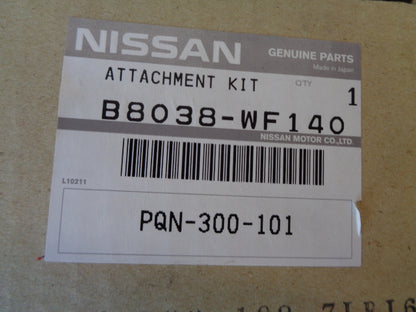 NISSAN
GENUINE PARTS
Made in Japan
ATTACHMENT KIT
QTY
1
B8038-WF140
NISSAN MOTOR CO.,LTD.
L10211
PQN-300-101